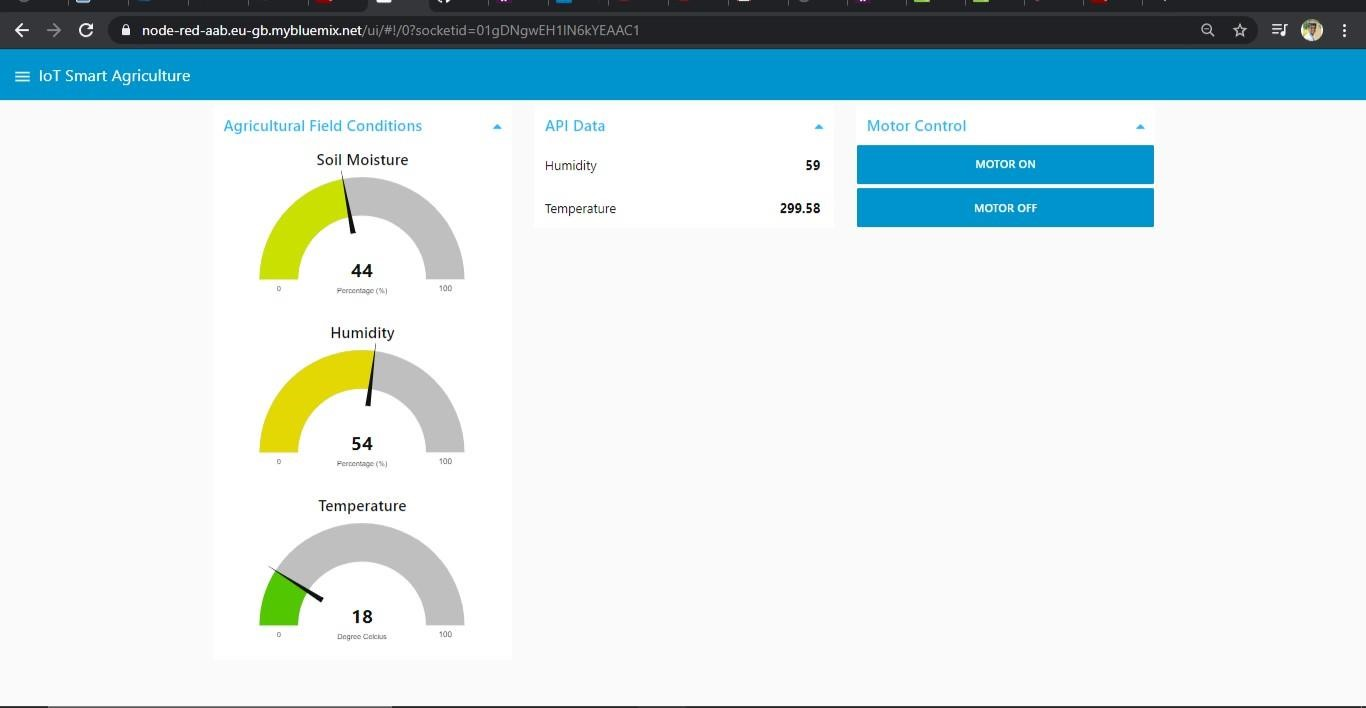 node-red-aab.eu-gb.mybluemix.net/ui/#!/0?socketid=01gDNgwEH1IN6kYEAAC1
IoT Smart Agriculture
Agricultural Field Conditions
Soil Moisture
44
Percentage (%)
0
100
Humidity
54
Percentage (%)
0
100
Temperature
18
Degree Celcius
0
100
API Data
Humidity 59
Temperature 299.58
Motor Control
MOTOR ON
MOTOR OFF